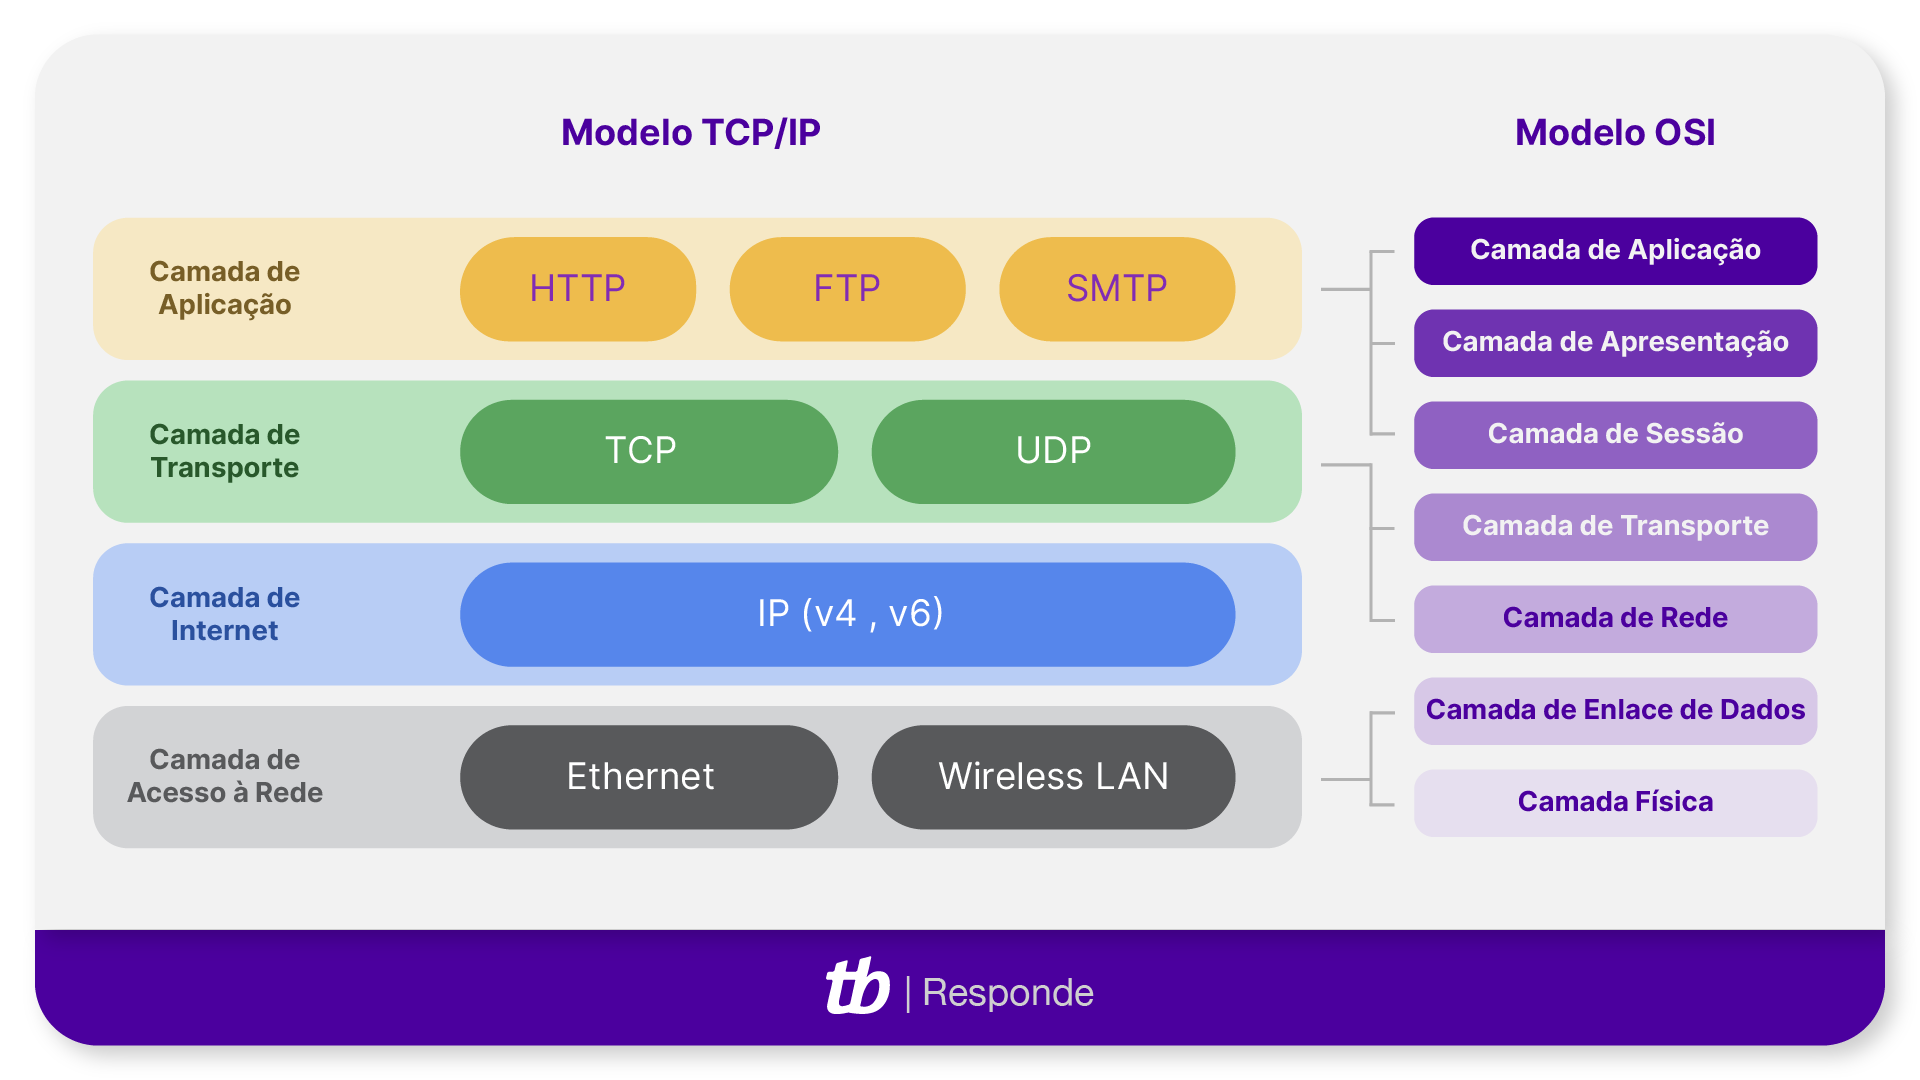 Modelo TCP/IP
Modelo OSI
Camada de
Aplicação
HTTP
FTP
SMTP
Camada de
Transporte
TCP
UDP
Camada de
Internet
IP (v4 , v6)
Camada de
Acesso à Rede
Ethernet
Wireless LAN
Camada de Aplicação
Camada de Apresentação
Camada de Sessão
Camada de Transporte
Camada de Rede
Camada de Enlace de Dados
Camada Física
tb | Responde